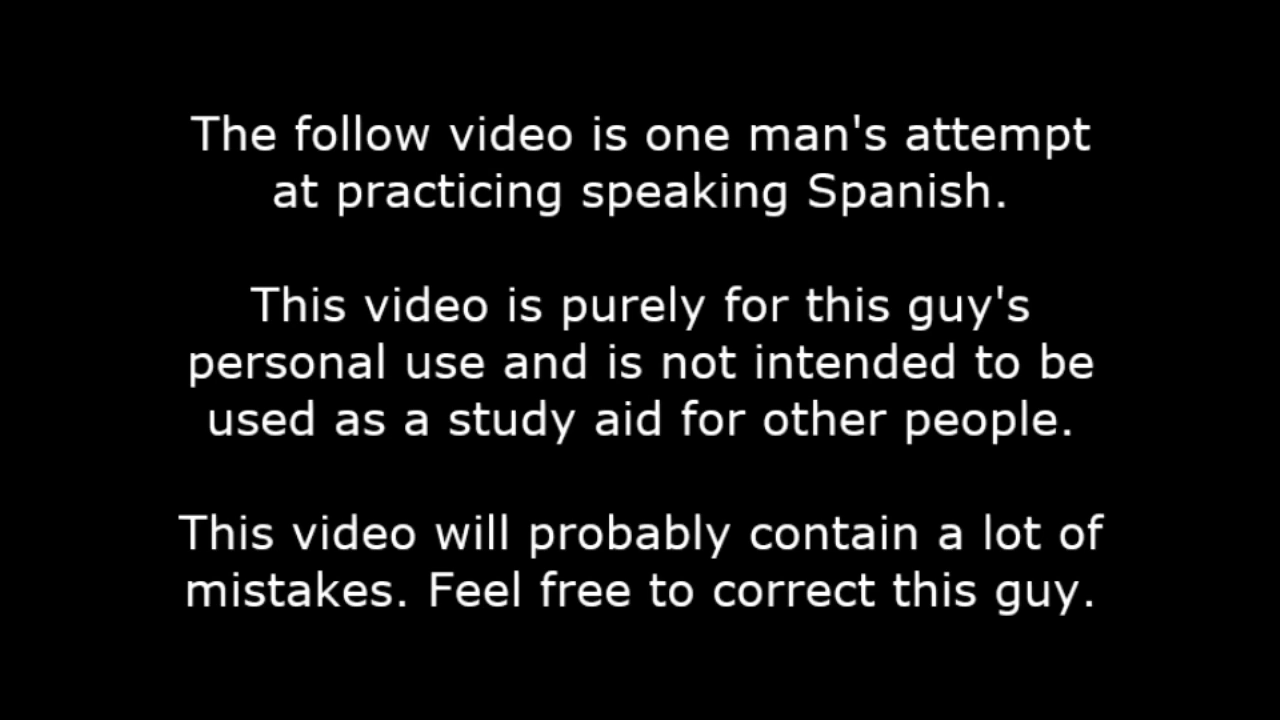 The follow video is one man's attempt
at practicing speaking Spanish.
This video is purely for this guy's
personal use and is not intended to be
used as a study aid for other people.
This video will probably contain a lot of
mistakes. Feel free to correct this guy.